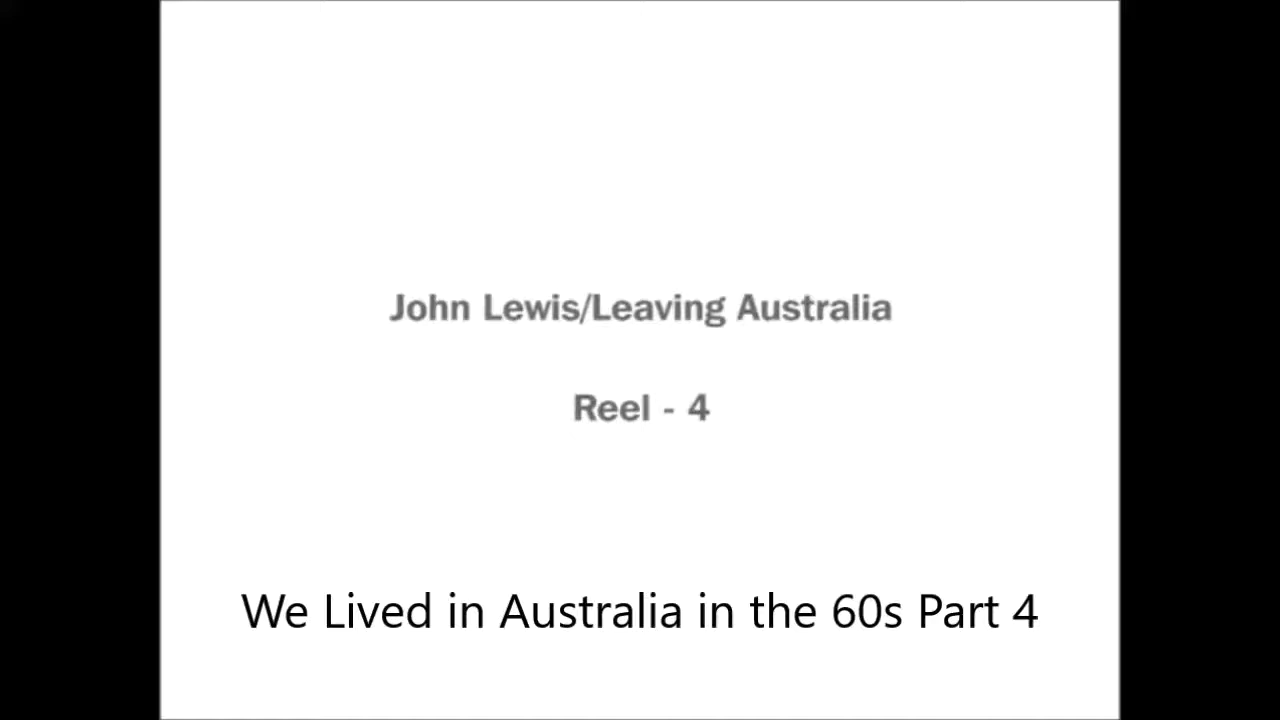 John Lewis/Leaving Australia
Reel - 4
We Lived in Australia in the 60s Part 4